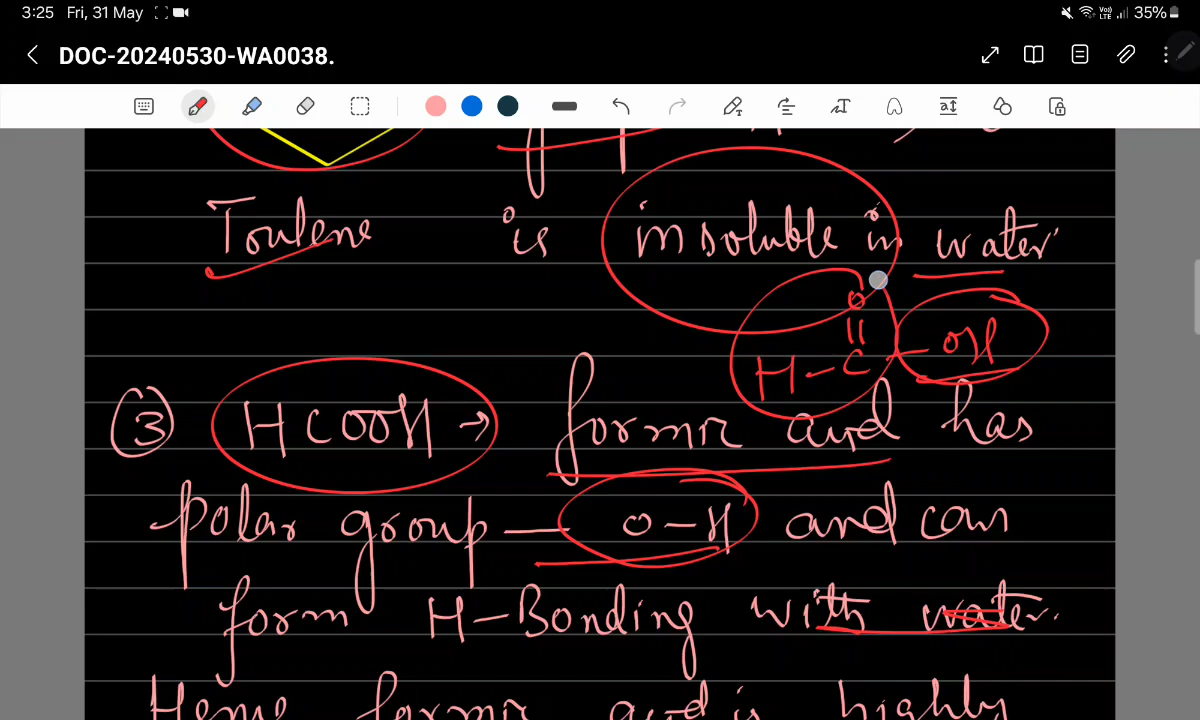 3:25 Fri, 31 May 35%
DOC-20240530-WA0038.
Toulene is insoluble in water
O
||
H-C-OH
(3) HCOOH → formic acid has
polar group — O-H and can
form H-Bonding with water.
Hence formic acid is highly